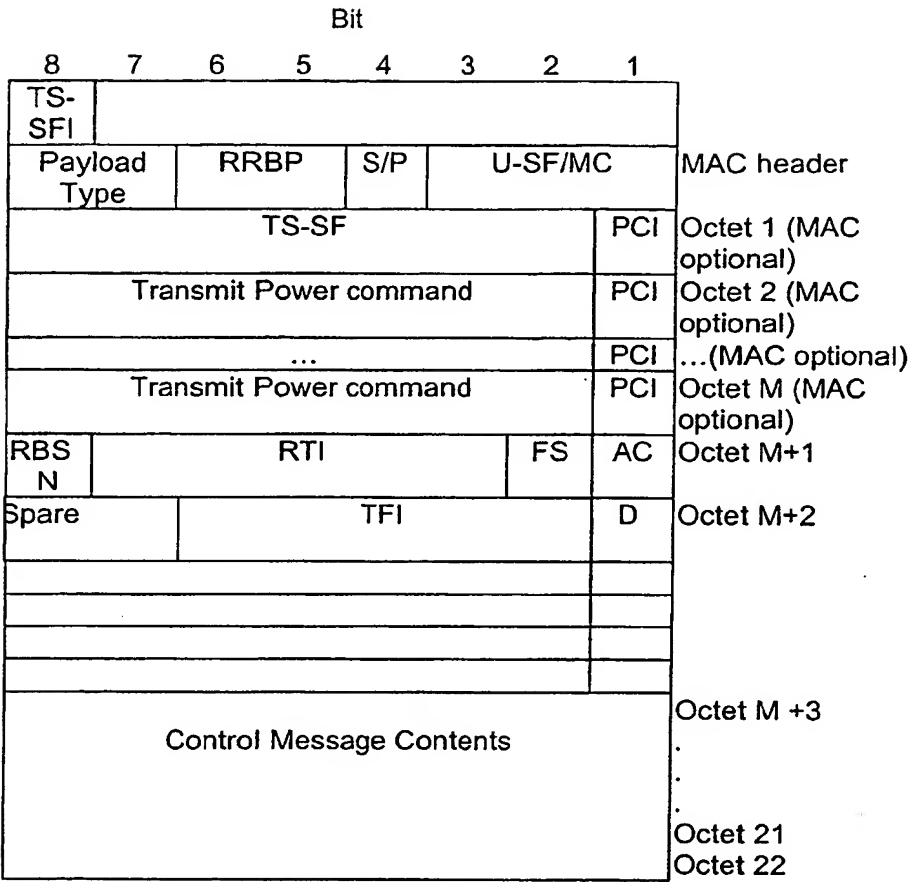 Bit
8 7 6 5 4 3 2 1
TS-
SFI
Payload RRBP S/P U-SF/MC MAC header
Type
TS-SF PCI Octet 1 (MAC
optional)
Transmit Power command PCI Octet 2 (MAC
optional)
... PCI ...(MAC optional)
Transmit Power command PCI Octet M (MAC
optional)
RBS RTI FS AC Octet M+1
N
Spare TFI D Octet M+2
Octet M +3
Control Message Contents
.
.
.
Octet 21
Octet 22